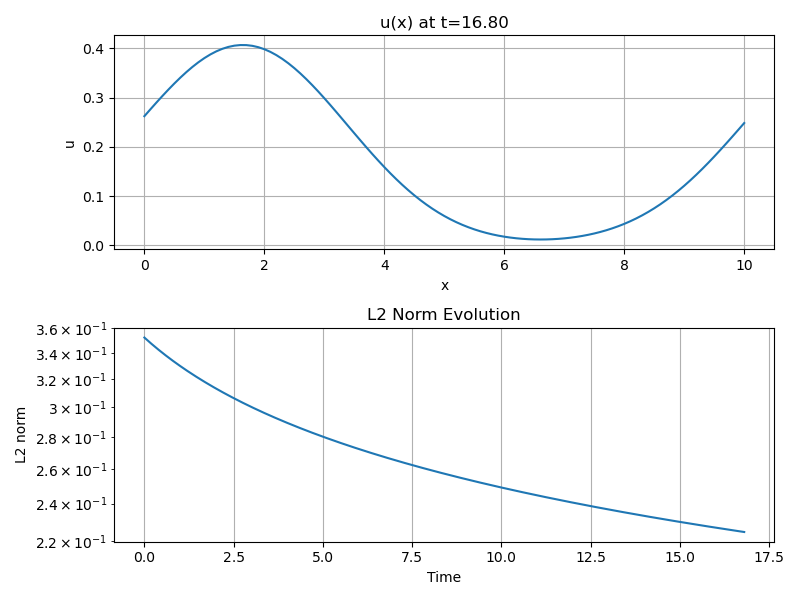 u(x) at t=16.80
0.4
0.3
0.2
0.1
0.0
u
0 2 4 6 8 10
x
L2 Norm Evolution
3.6 × 10⁻¹
3.4 × 10⁻¹
3.2 × 10⁻¹
3 × 10⁻¹
2.8 × 10⁻¹
2.6 × 10⁻¹
2.4 × 10⁻¹
2.2 × 10⁻¹
L2 norm
0.0 2.5 5.0 7.5 10.0 12.5 15.0 17.5
Time